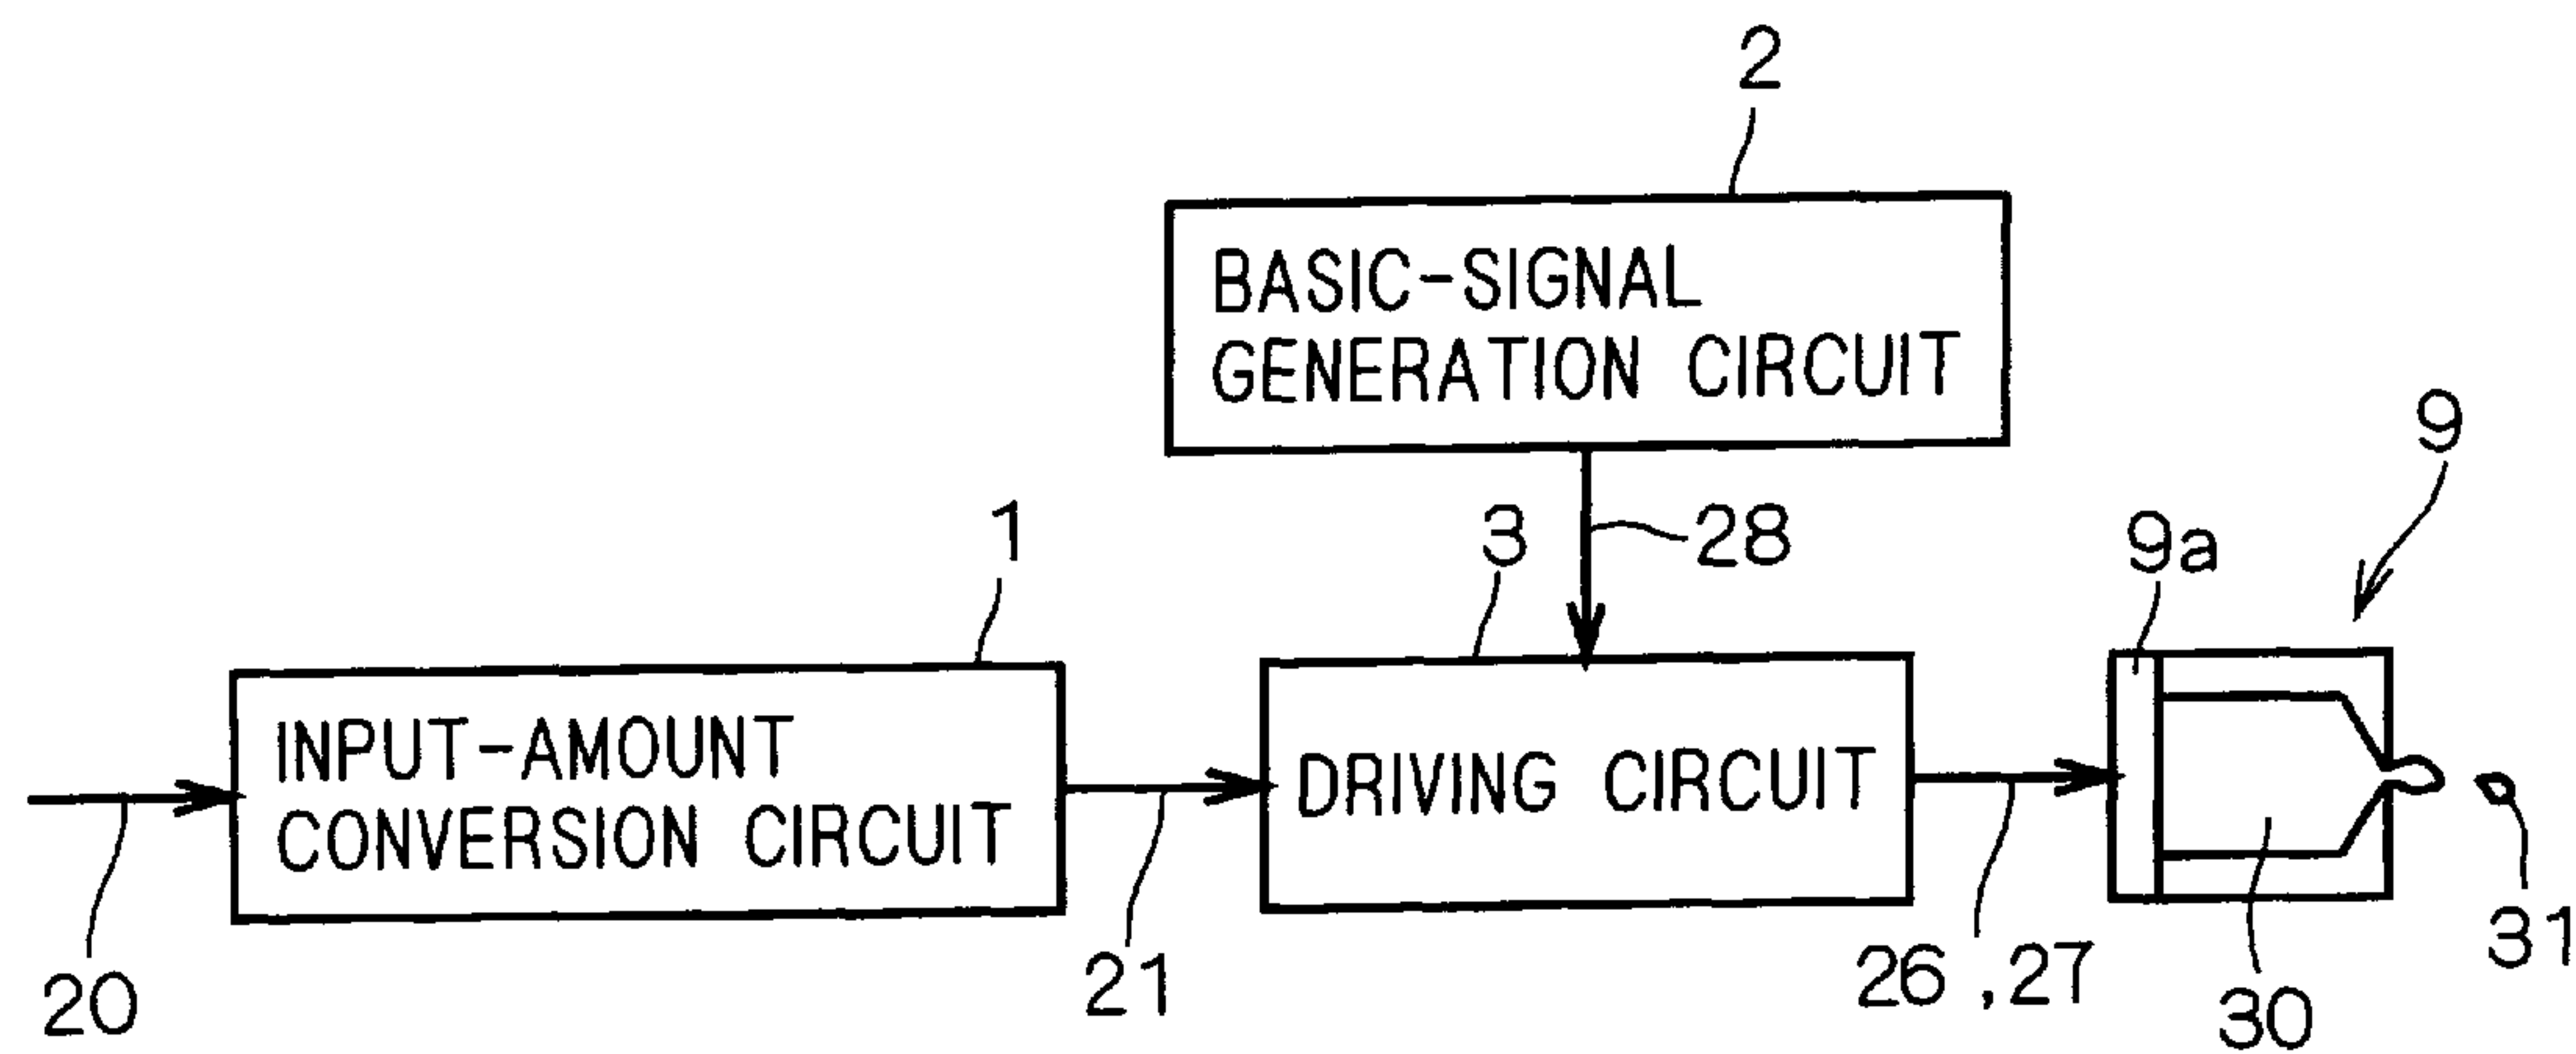 2
BASIC-SIGNAL
GENERATION CIRCUIT
9
1
3
28
9a
INPUT-AMOUNT
CONVERSION CIRCUIT
DRIVING CIRCUIT
20
21
26,27
30
31